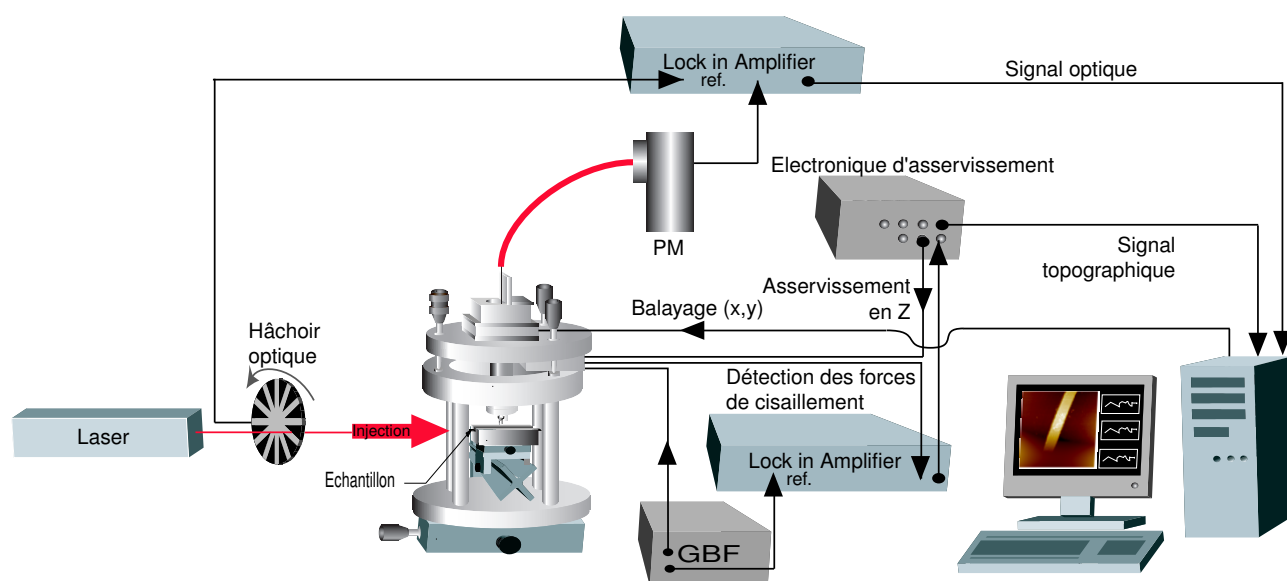 Lock in Amplifier
ref.
Signal optique
Electronique d'asservissement
PM
Signal
topographique
Asservissement
en Z
Balayage (x,y)
Hâchoir
optique
Détection des forces
de cisaillement
Laser
Injection
Echantillon
Lock in Amplifier
ref.
GBF